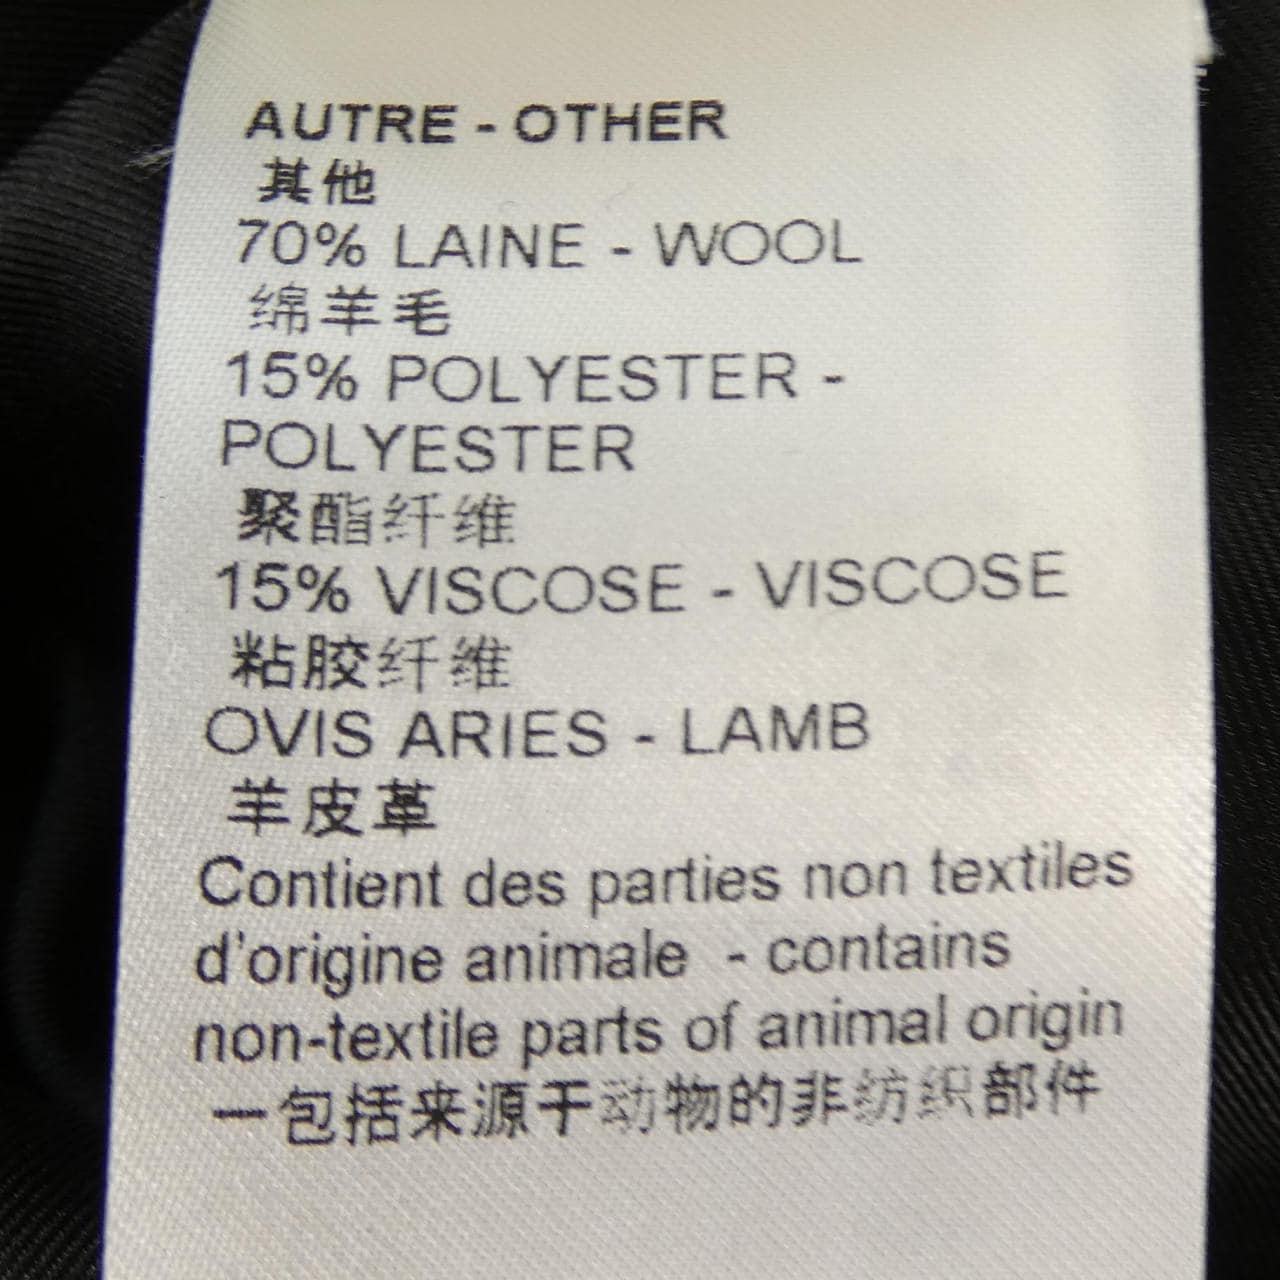 AUTRE - OTHER
其他
70% LAINE - WOOL
绵羊毛
15% POLYESTER -
POLYESTER
聚酯纤维
15% VISCOSE - VISCOSE
粘胶纤维
OVIS ARIES - LAMB
羊皮革
Contient des parties non textiles
d'origine animale - contains
non-textile parts of animal origin
一包括来源于动物的非纺织部件